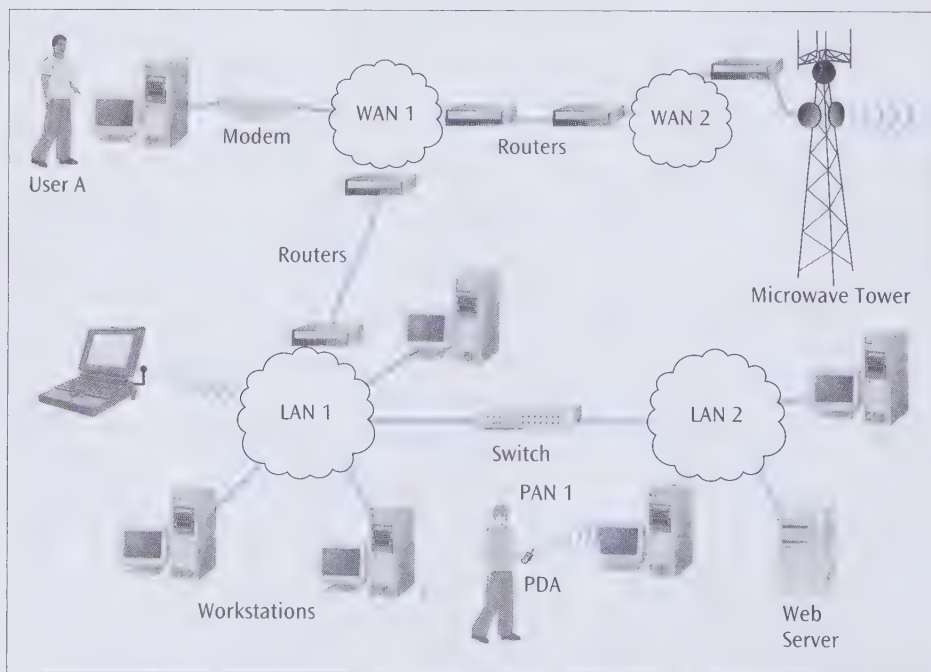 WAN 1
WAN 2
Modem
Routers
User A
Routers
Microwave Tower
LAN 1
LAN 2
Switch
PAN 1
PDA
Workstations
Web
Server